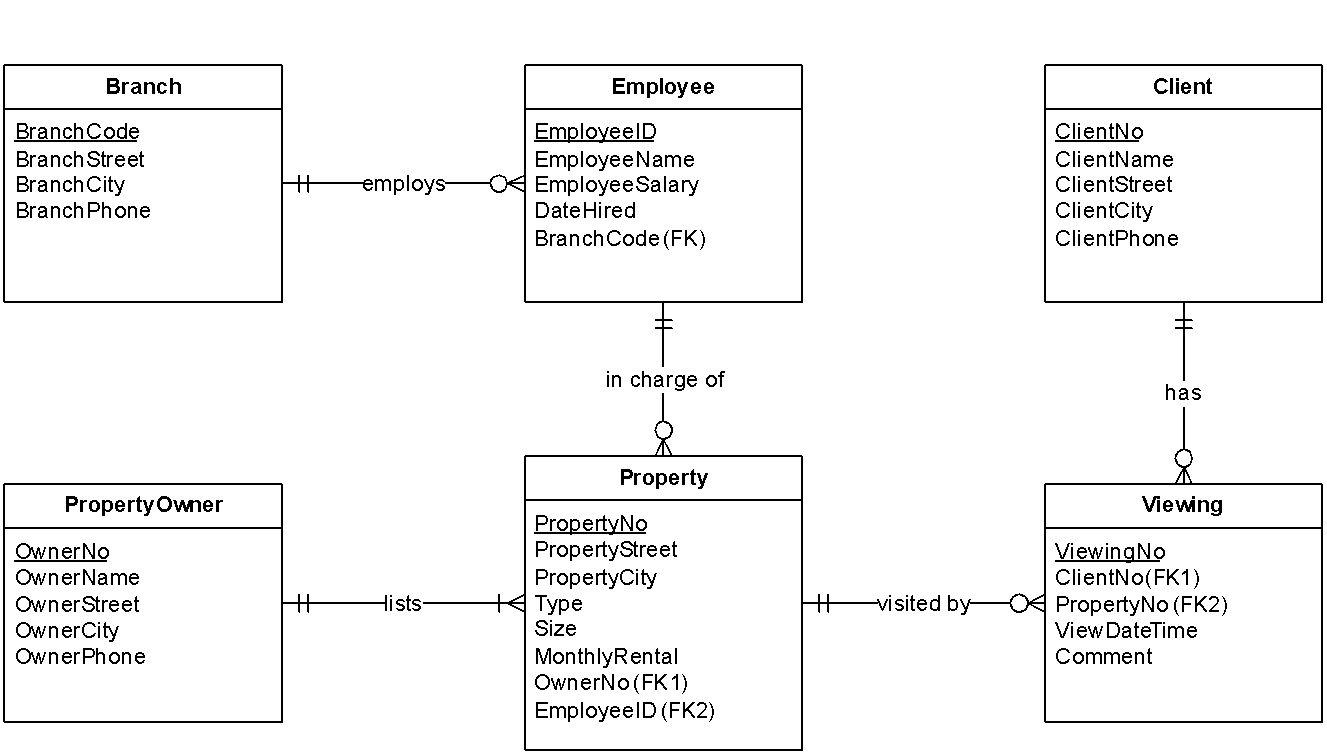 Branch
BranchCode
BranchStreet
BranchCity
BranchPhone
employs
Employee
EmployeeID
EmployeeName
EmployeeSalary
DateHired
BranchCode (FK)
Client
ClientNo
ClientName
ClientStreet
ClientCity
ClientPhone
in charge of
has
PropertyOwner
OwnerNo
OwnerName
OwnerStreet
OwnerCity
OwnerPhone
lists
Property
PropertyNo
PropertyStreet
PropertyCity
Type
Size
MonthlyRental
OwnerNo (FK1)
EmployeeID (FK2)
visited by
Viewing
ViewingNo
ClientNo(FK1)
PropertyNo (FK2)
ViewDateTime
Comment